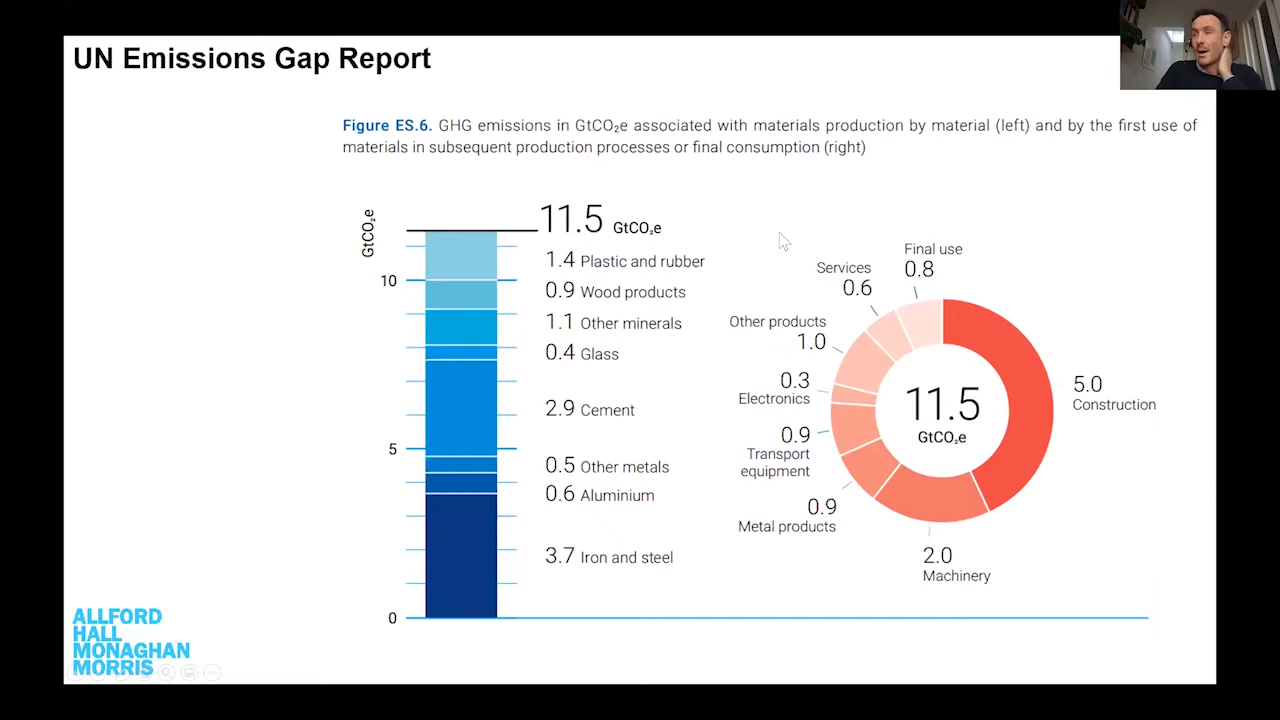 UN Emissions Gap Report
Figure ES.6. GHG emissions in GtCO₂e associated with materials production by material (left) and by the first use of
materials in subsequent production processes or final consumption (right)
GtCO₂e
10
5
0
11.5 GtCO₂e
1.4 Plastic and rubber
0.9 Wood products
1.1 Other minerals
0.4 Glass
2.9 Cement
0.5 Other metals
0.6 Aluminium
3.7 Iron and steel
Final use
0.8
Services
0.6
Other products
1.0
0.3
Electronics
0.9
Transport
equipment
0.9
Metal products
2.0
Machinery
5.0
Construction
11.5
GtCO₂e
ALLFORD
HALL
MONAGHAN
MORRIS